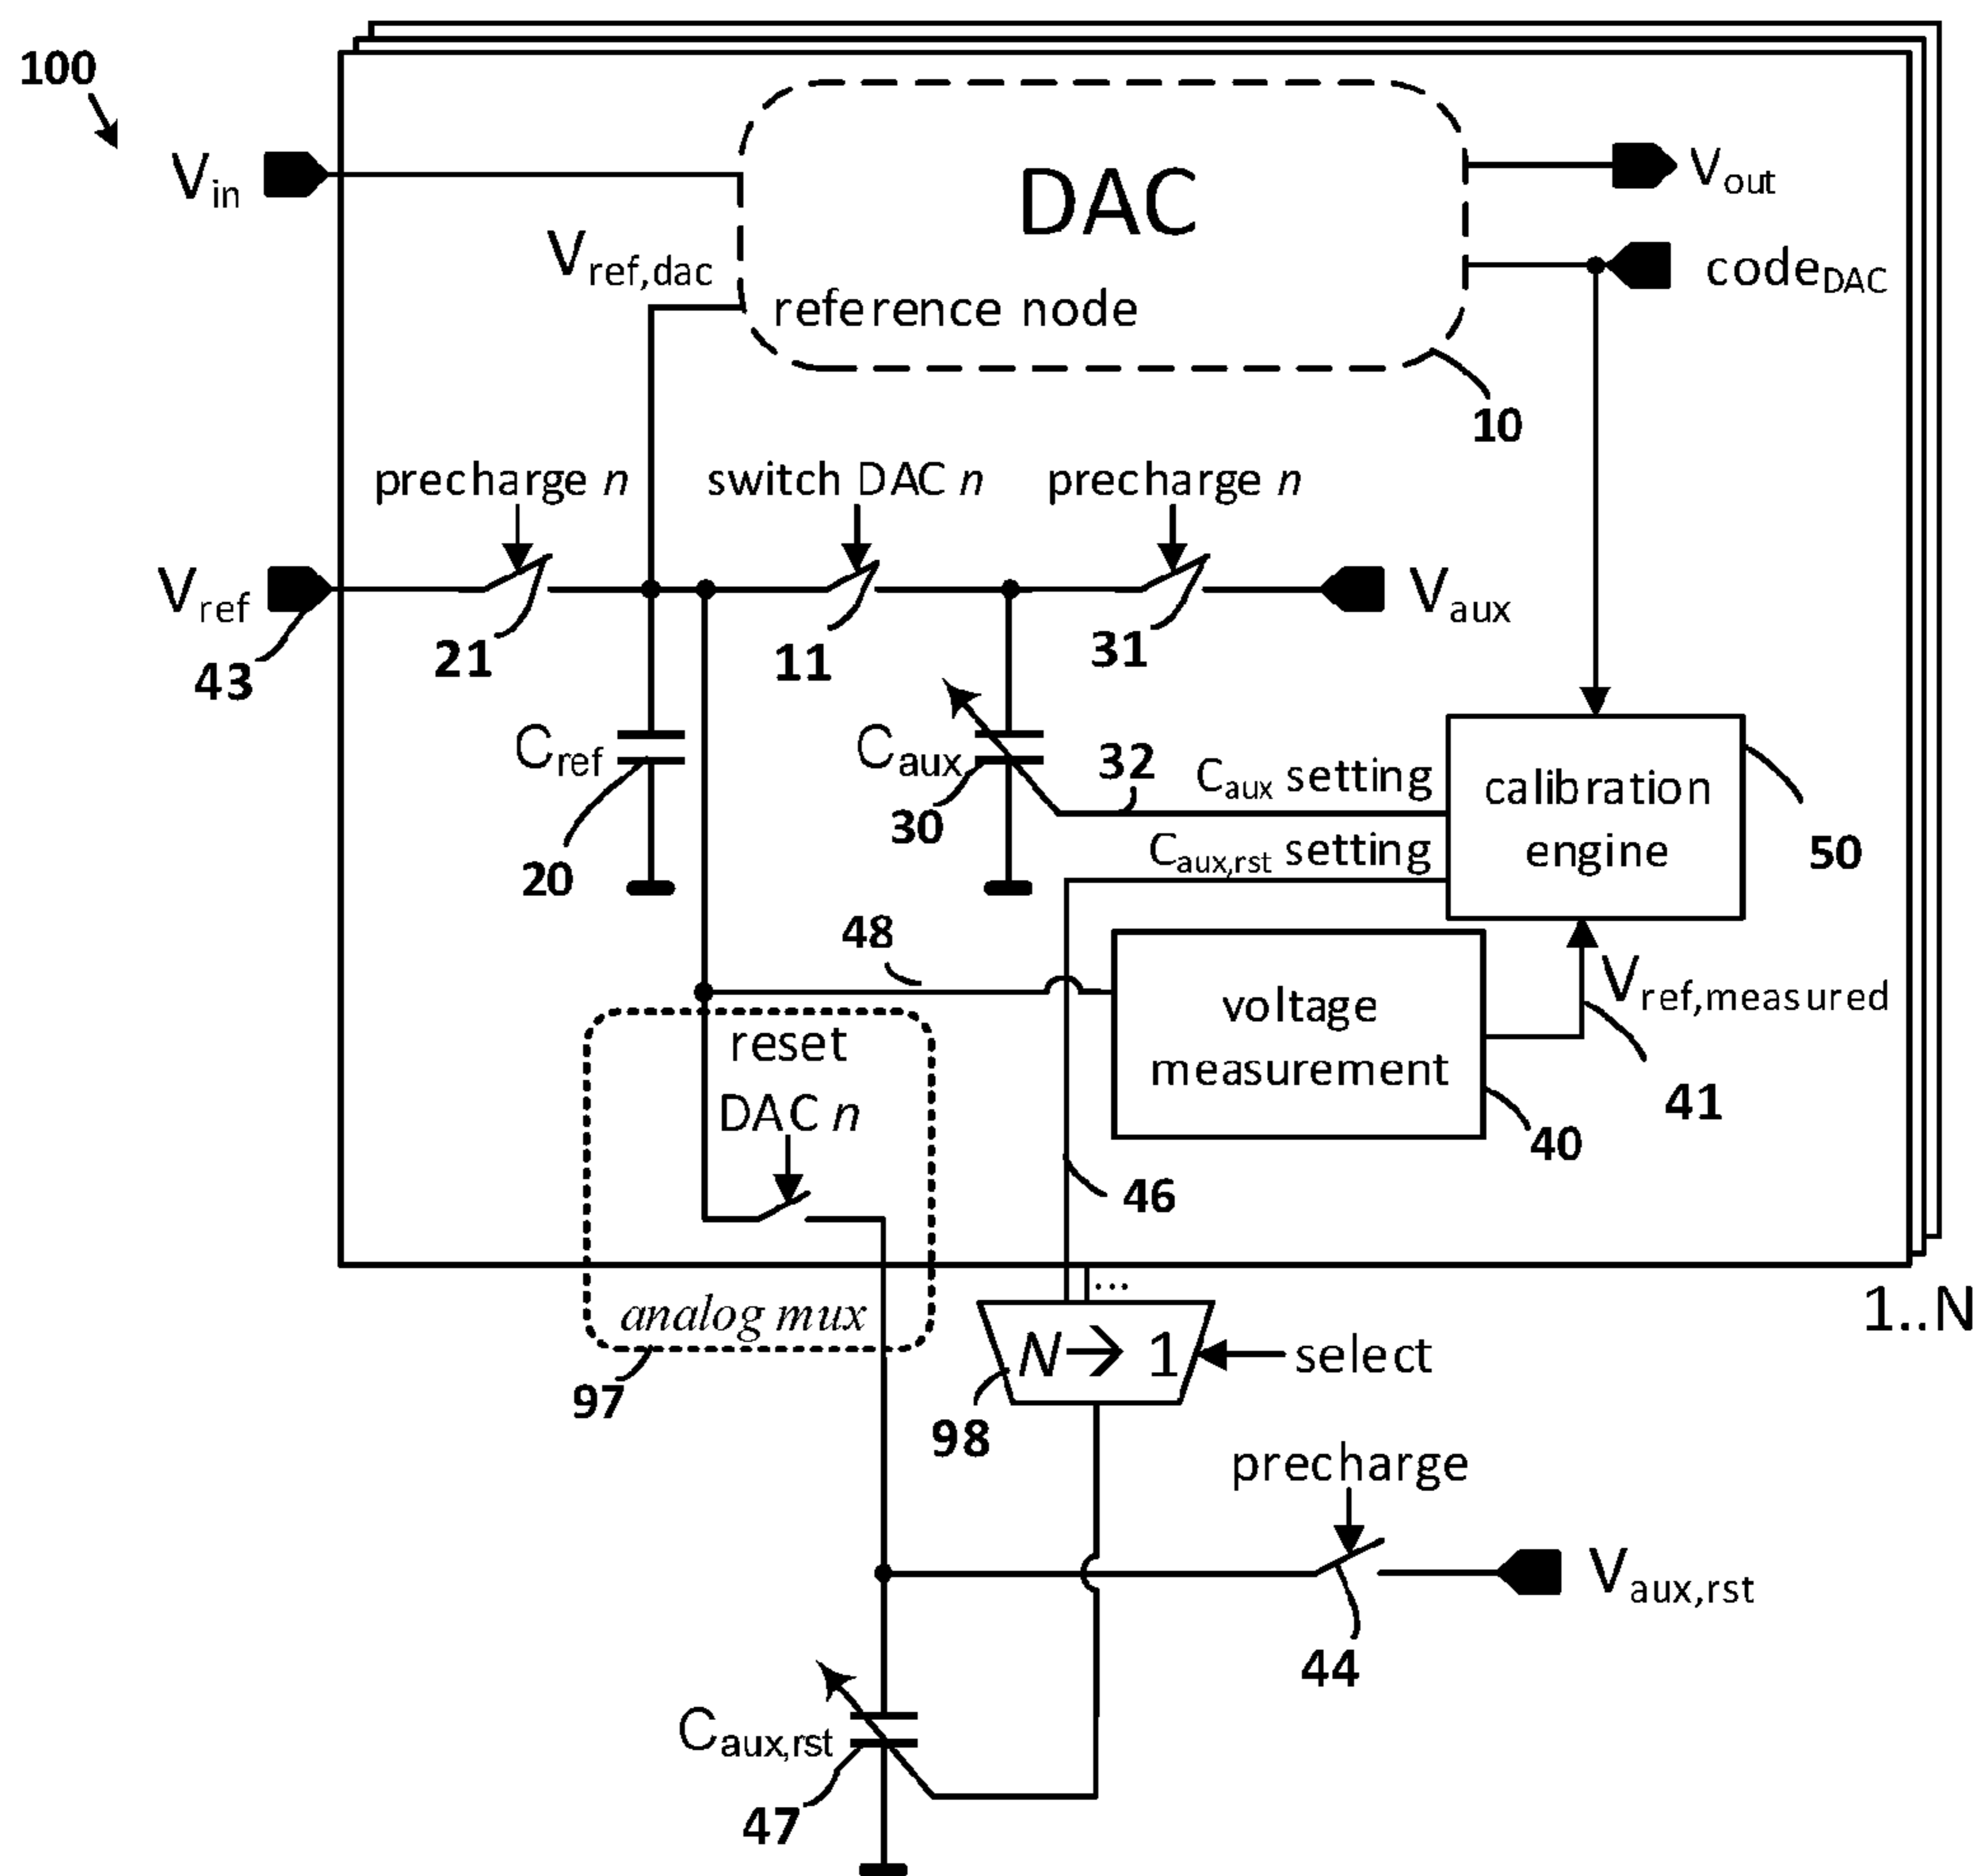 100
V_in
DAC
V_out
V_ref,dac
code_DAC
reference node
10
precharge n
switch DAC n
precharge n
V_ref
V_aux
43
21
11
31
C_ref
C_aux
32
C_aux setting
calibration
engine
20
30
C_aux,rst setting
50
48
V_ref,measured
voltage
measurement
reset
DAC n
41
40
46
analog mux
...
1..N
N→ 1
select
97
98
precharge
V_aux,rst
44
C_aux,rst
47